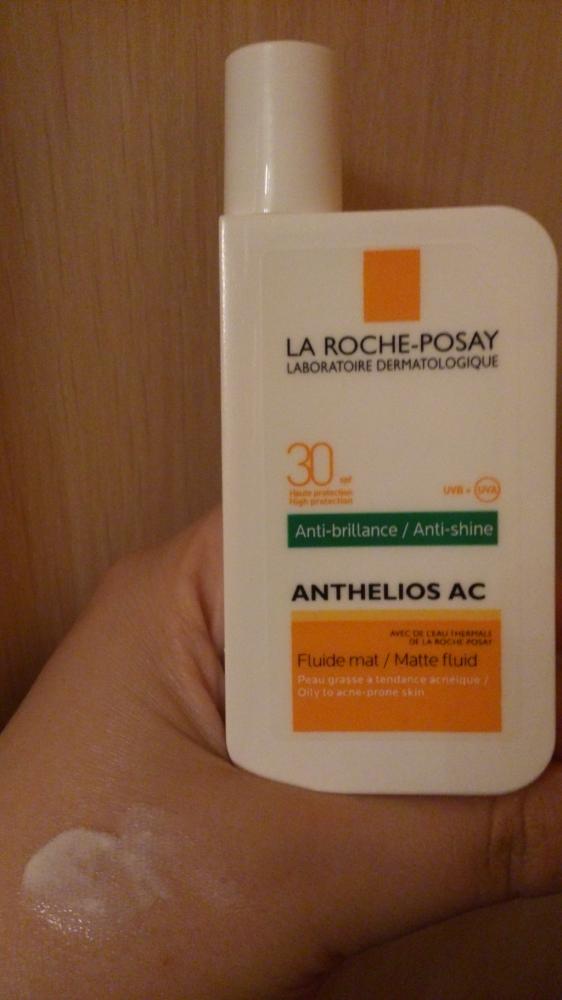 LA ROCHE-POSAY
LABORATOIRE DERMATOLOGIQUE
30 spf
Haute protection
High protection
UVB + UVA
Anti-brillance / Anti-shine
ANTHELIOS AC
AVEC DE L'EAU THERMALE
DE LA ROCHE-POSAY
Fluide mat / Matte fluid
Peau grasse à tendance acnéique /
Oily to acne-prone skin